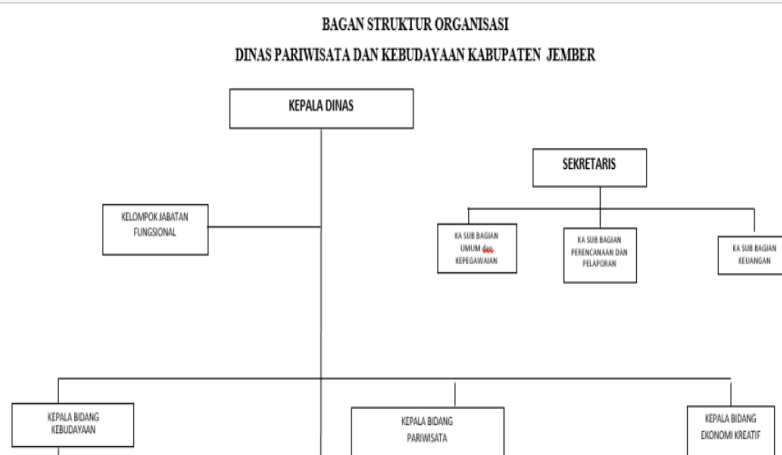 BAGAN STRUKTUR ORGANISASI
DINAS PARIWISATA DAN KEBUDAYAAN KABUPATEN JEMBER
KEPALA DINAS
SEKRETARIS
KELOMPOK JABATAN
FUNGSIONAL
KA SUB BAGIAN
UMUM dan
KEPEGAWAIAN
KA SUB BAGIAN
PERENCANAAN DAN
PELAPORAN
KA SUB BAGIAN
KEUANGAN
KEPALA BIDANG
KEBUDAYAAN
KEPALA BIDANG
PARIWISATA
KEPALA BIDANG
EKONOMI KREATIF